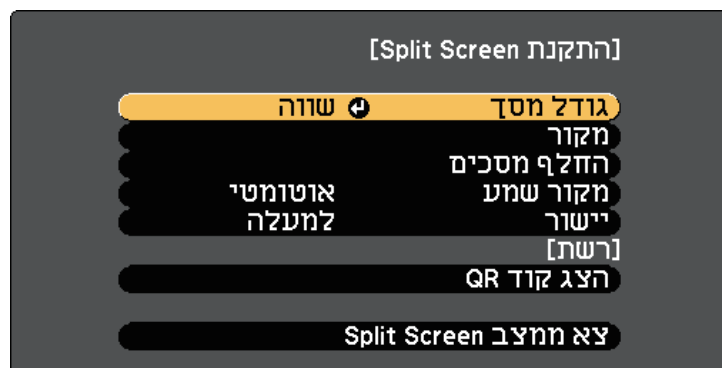 [התקנת Split Screen]
גודל מסך שווה
מקור
החלף מסכים
מקור שמע אוטומטי
יישור למעלה
[רשת]
הצג קוד QR
צא ממצב Split Screen